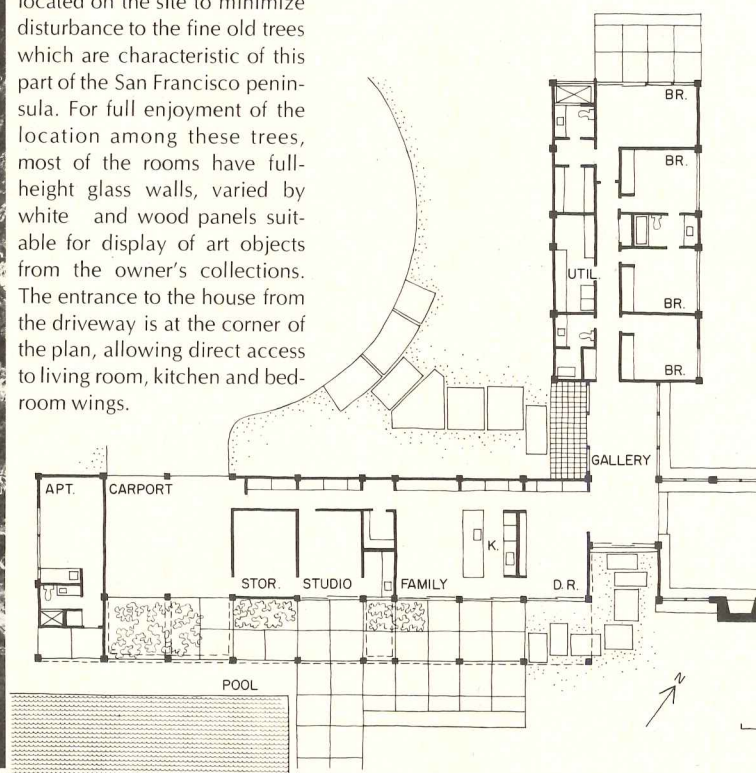 located on the site to minimize
disturbance to the fine old trees
which are characteristic of this
part of the San Francisco penin-
sula. For full enjoyment of the
location among these trees,
most of the rooms have full-
height glass walls, varied by
white and wood panels suit-
able for display of art objects
from the owner's collections.
The entrance to the house from
the driveway is at the corner of
the plan, allowing direct access
to living room, kitchen and bed-
room wings.
BR.
BR.
UTIL.
BR.
BR.
GALLERY
APT.
CARPORT
K.
STOR.
STUDIO
FAMILY
D.R.
POOL
N